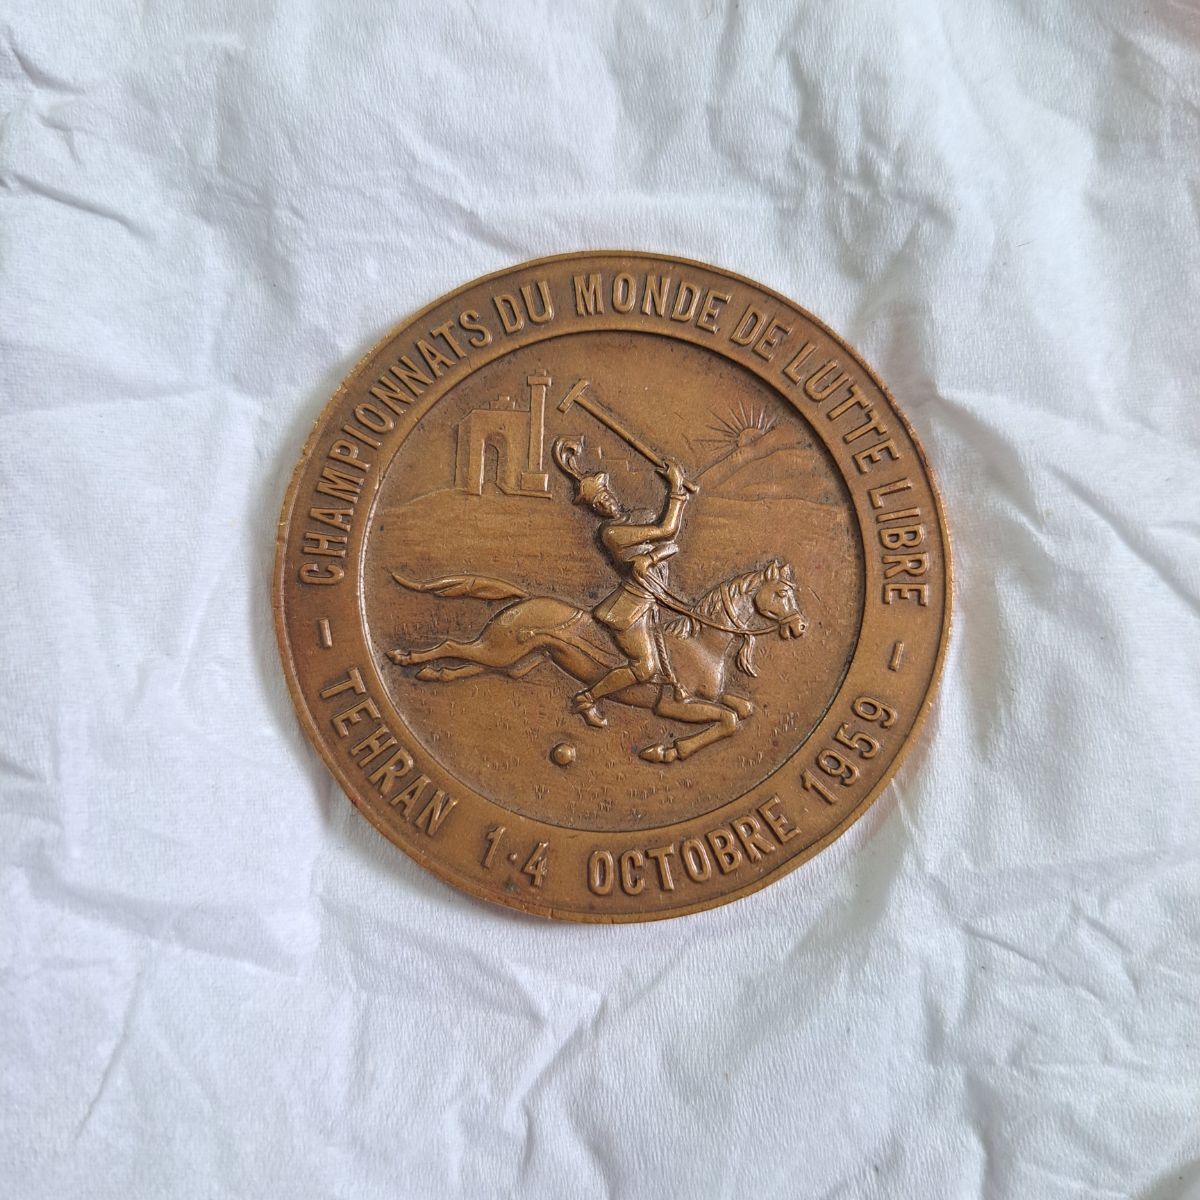 CHAMPIONNATS DU MONDE DE LUTTE LIBRE
- TEHRAN 1·4 OCTOBRE 1959 -